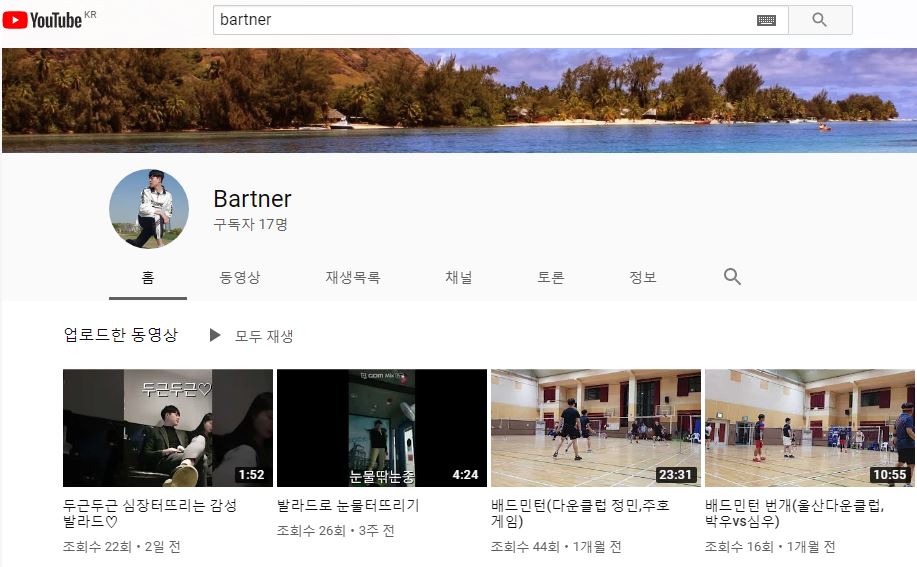 YouTube KR
bartner
Bartner
구독자 17명
홈 동영상 재생목록 채널 토론 정보
업로드한 동영상 모두 재생
두근두근♡
1:52
두근두근 심장터뜨리는 감성
발라드♡
조회수 22회 • 2일 전
눈물딲는중
4:24
발라드로 눈물터뜨리기
조회수 26회 • 3주 전
23:31
배드민턴(다운클럽 정민,주호
게임)
조회수 44회 • 1개월 전
10:55
배드민턴 번개(울산다운클럽,
박우vs심우)
조회수 16회 • 1개월 전